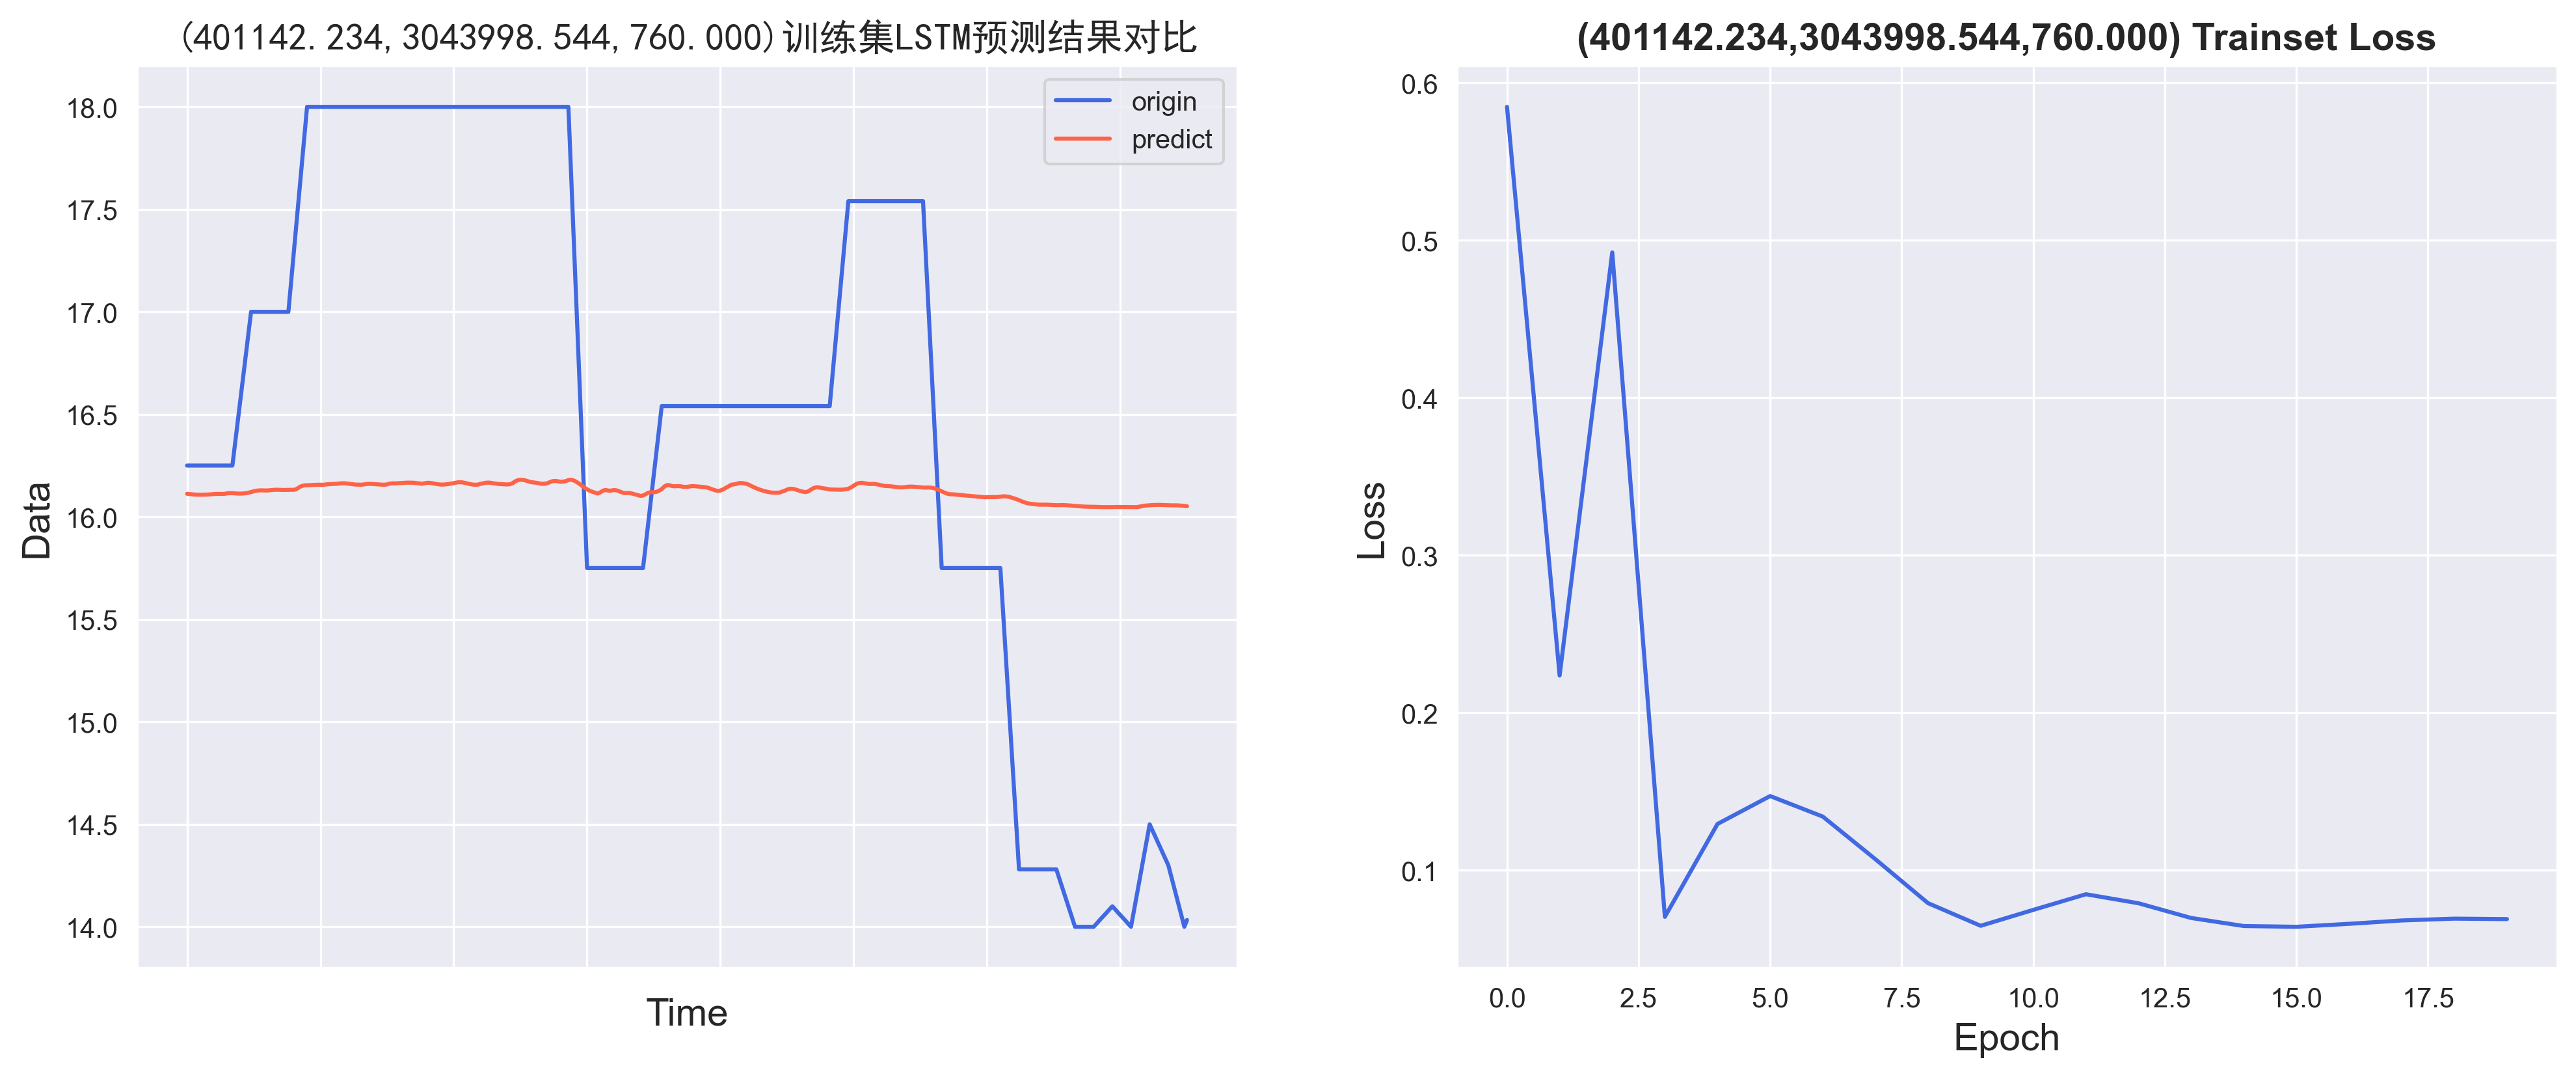 (401142.234,3043998.544,760.000)训练集LSTM预测结果对比
18.0
17.5
17.0
16.5
16.0
15.5
15.0
14.5
14.0
Data
Time
origin
predict
(401142.234,3043998.544,760.000) Trainset Loss
0.6
0.5
0.4
0.3
0.2
0.1
Loss
0.0 2.5 5.0 7.5 10.0 12.5 15.0 17.5
Epoch